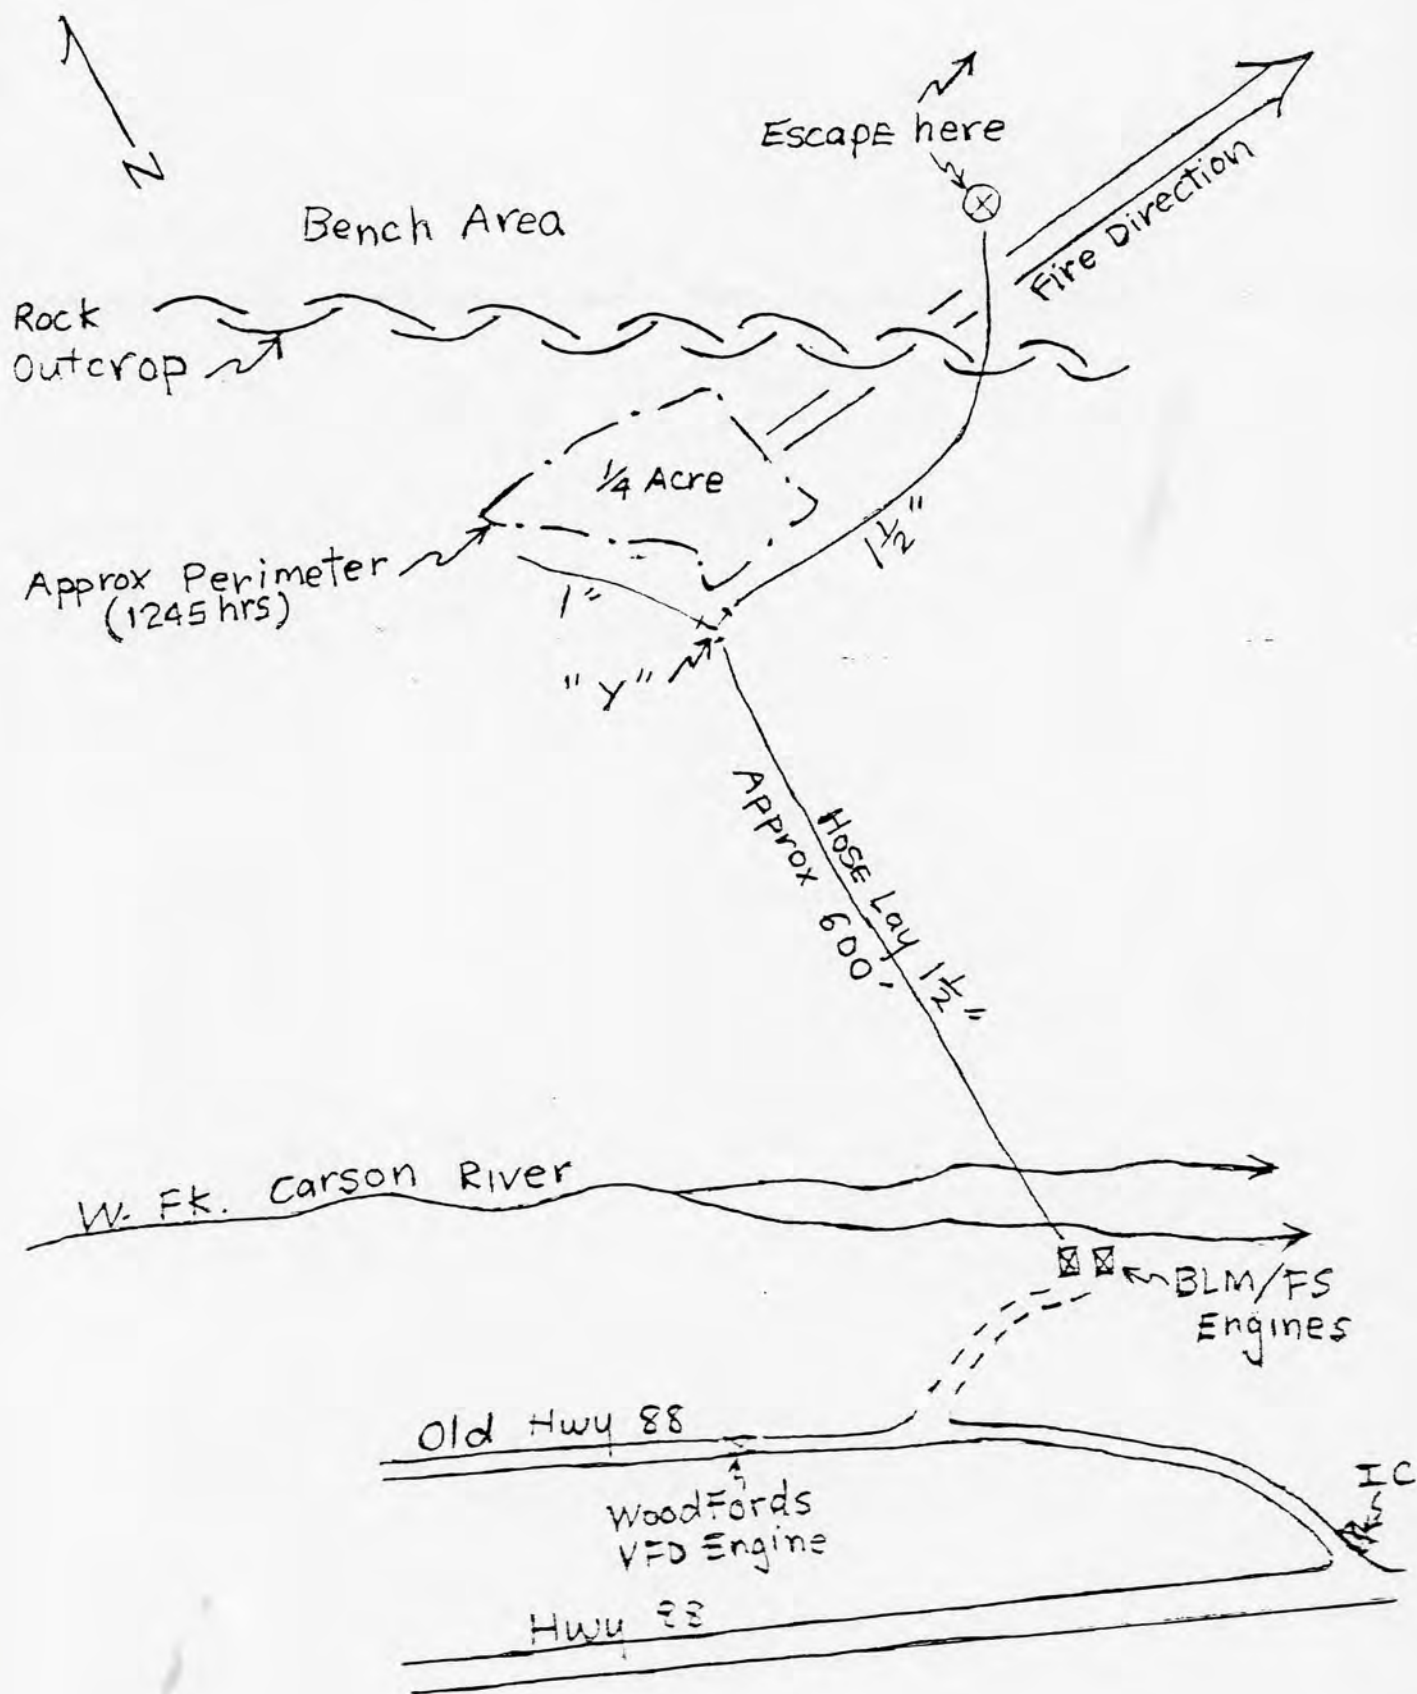 N
Escape here
Fire Direction
Bench Area
Rock
Outcrop
1/4 Acre
1 1/2"
Approx Perimeter
(1245 hrs)
1"
"Y"
Hose Lay 1 1/2"
Approx 600'
W. Fk. Carson River
BLM/FS
Engines
Old Hwy 88
IC
Woodfords
VFD Engine
Hwy 88